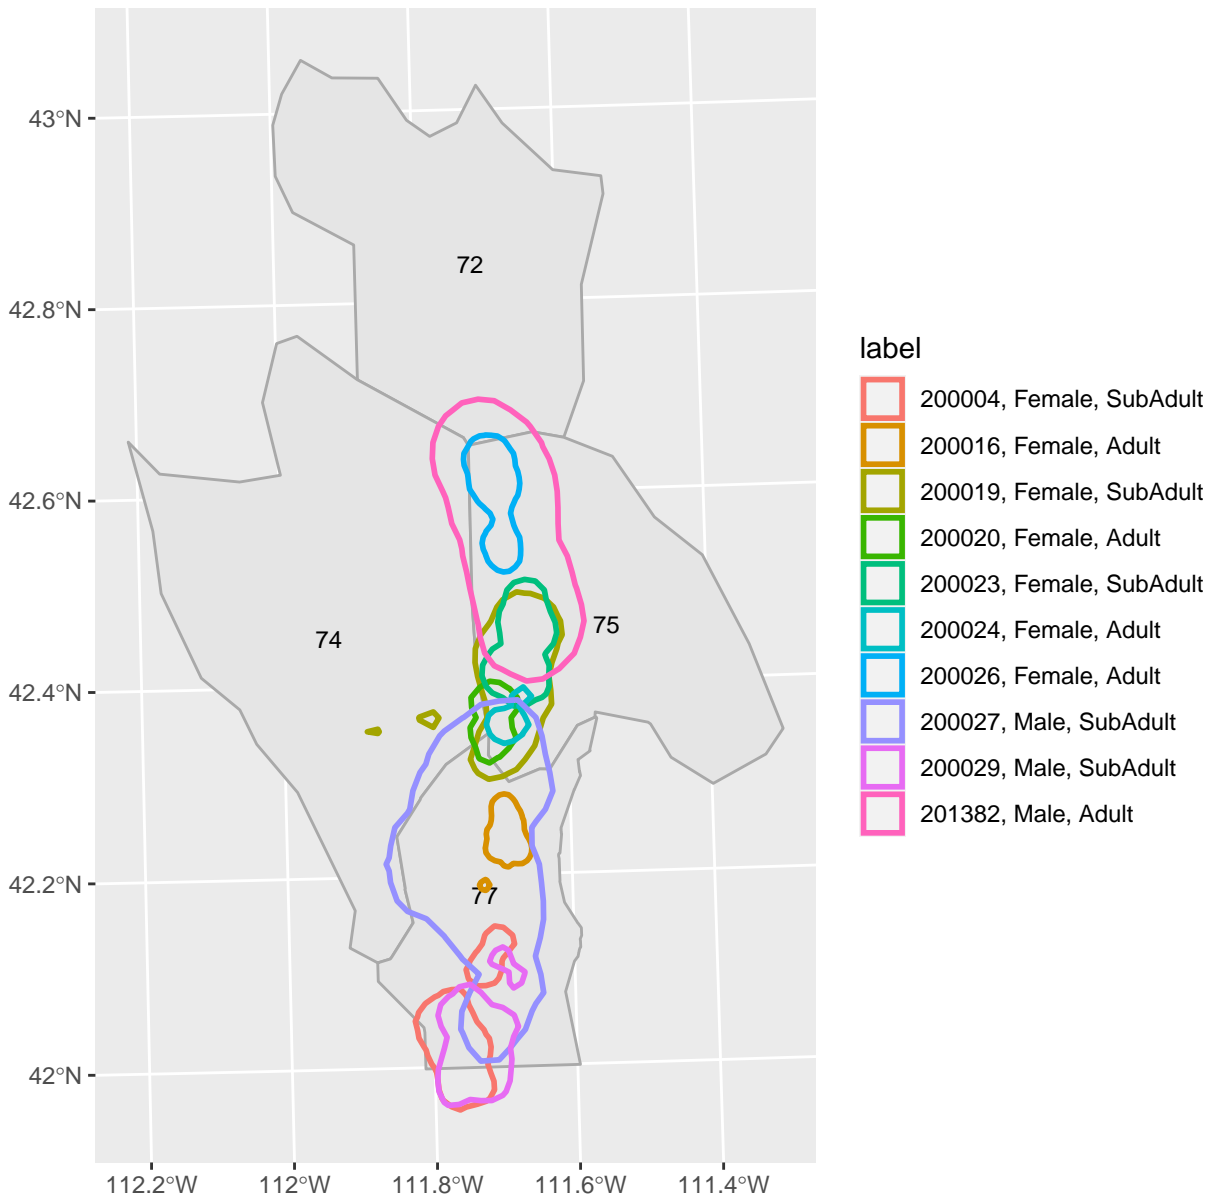 43°N
42.8°N
42.6°N
42.4°N
42.2°N
42°N
112.2°W
112°W
111.8°W
111.6°W
111.4°W
72
74
75
77
label
200004, Female, SubAdult
200016, Female, Adult
200019, Female, SubAdult
200020, Female, Adult
200023, Female, SubAdult
200024, Female, Adult
200026, Female, Adult
200027, Male, SubAdult
200029, Male, SubAdult
201382, Male, Adult